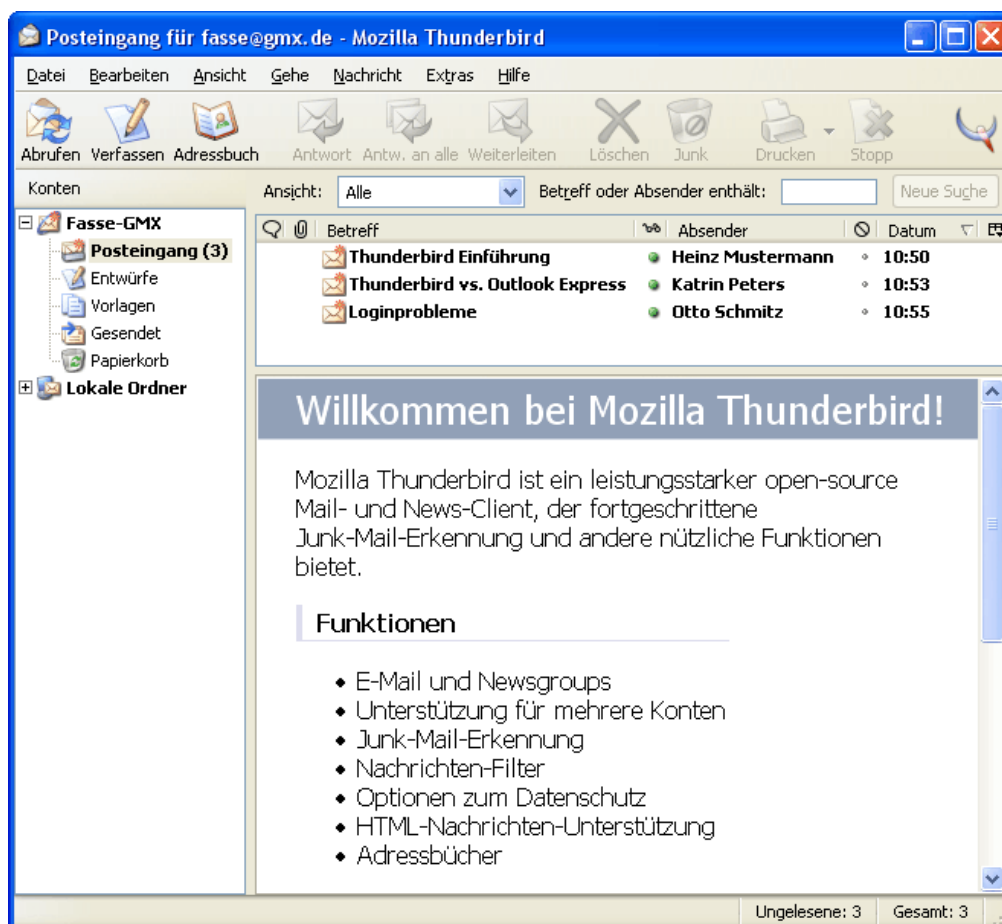 Posteingang für fasse@gmx.de - Mozilla Thunderbird
Datei Bearbeiten Ansicht Gehe Nachricht Extras Hilfe
Abrufen Verfassen Adressbuch Antwort Antw. an alle Weiterleiten Löschen Junk Drucken Stopp
Konten
Ansicht: Alle Betreff oder Absender enthält: Neue Suche
Fasse-GMX
Posteingang (3)
Entwürfe
Vorlagen
Gesendet
Papierkorb
Lokale Ordner
Betreff Absender Datum
Thunderbird Einführung Heinz Mustermann 10:50
Thunderbird vs. Outlook Express Katrin Peters 10:53
Loginprobleme Otto Schmitz 10:55
Willkommen bei Mozilla Thunderbird!
Mozilla Thunderbird ist ein leistungsstarker open-source
Mail- und News-Client, der fortgeschrittene
Junk-Mail-Erkennung und andere nützliche Funktionen
bietet.
Funktionen
• E-Mail und Newsgroups
• Unterstützung für mehrere Konten
• Junk-Mail-Erkennung
• Nachrichten-Filter
• Optionen zum Datenschutz
• HTML-Nachrichten-Unterstützung
• Adressbücher
Ungelesene: 3 Gesamt: 3